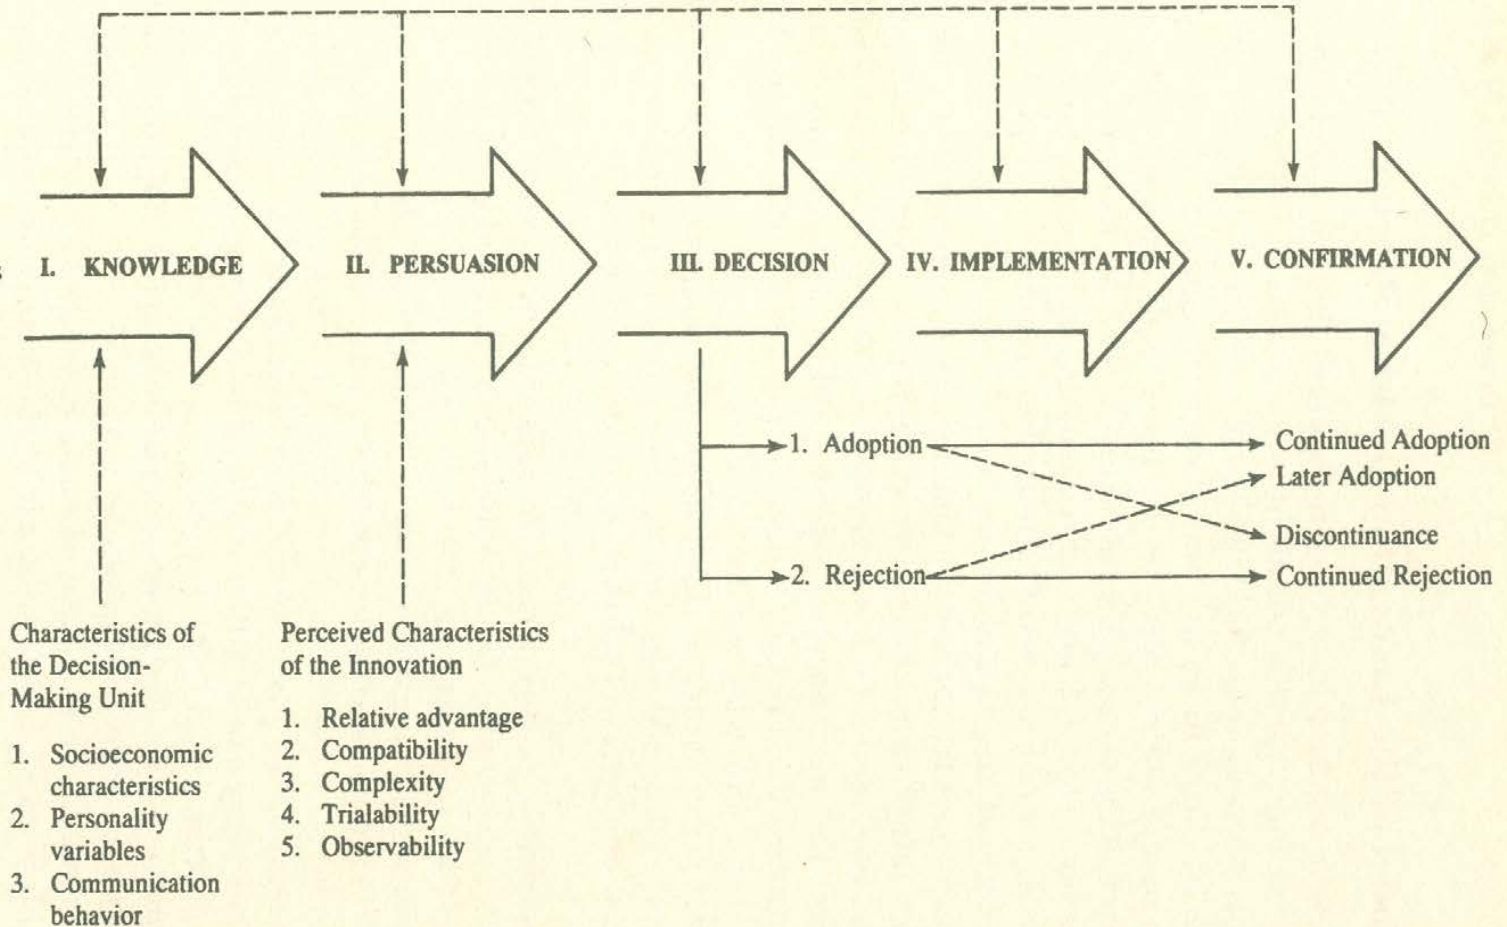 I. KNOWLEDGE
II. PERSUASION
III. DECISION
IV. IMPLEMENTATION
V. CONFIRMATION
1. Adoption
2. Rejection
Continued Adoption
Later Adoption
Discontinuance
Continued Rejection
Characteristics of
the Decision-
Making Unit
1. Socioeconomic
characteristics
2. Personality
variables
3. Communication
behavior
Perceived Characteristics
of the Innovation
1. Relative advantage
2. Compatibility
3. Complexity
4. Trialability
5. Observability